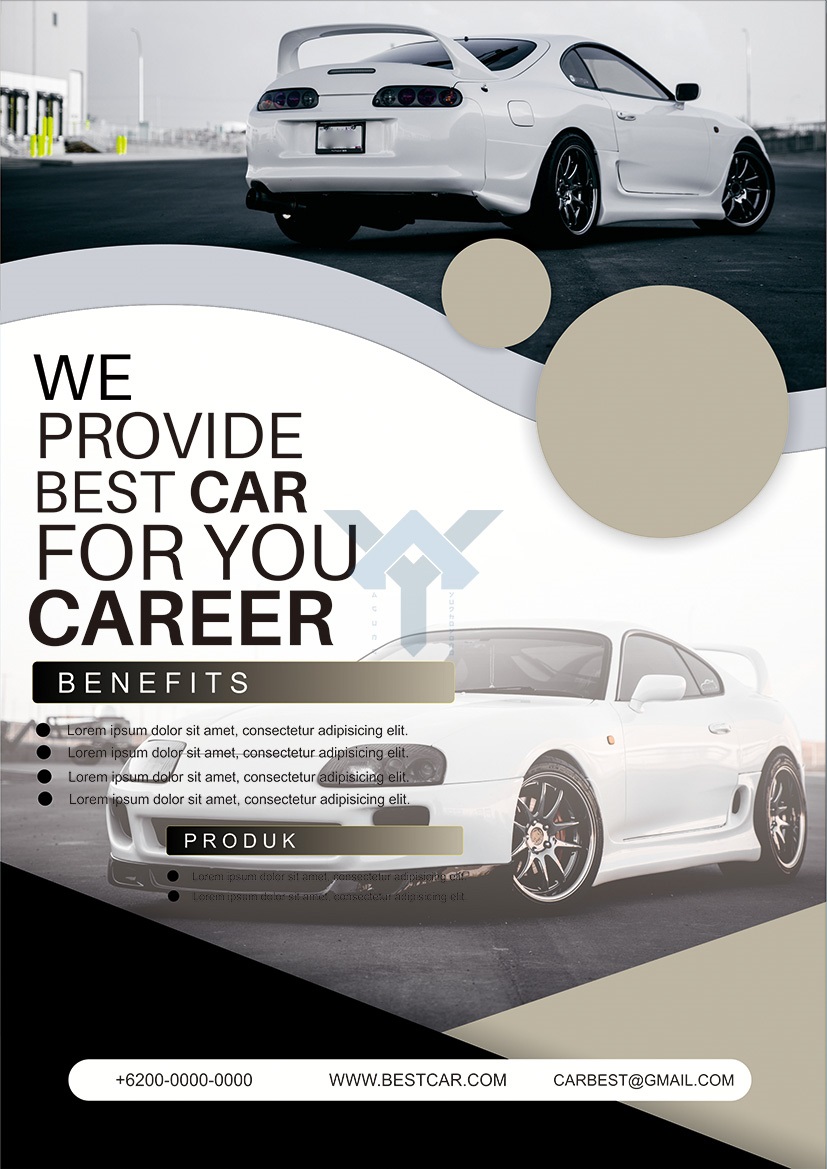 WE
PROVIDE
BEST CAR
FOR YOU
CAREER
BENEFITS
Lorem ipsum dolor sit amet, consectetur adipisicing elit.
Lorem ipsum dolor sit amet, consectetur adipisicing elit.
Lorem ipsum dolor sit amet, consectetur adipisicing elit.
Lorem ipsum dolor sit amet, consectetur adipisicing elit.
PRODUK
Lorem ipsum dolor sit amet, consectetur adipisicing elit.
Lorem ipsum dolor sit amet, consectetur adipisicing elit.
+6200-0000-0000 WWW.BESTCAR.COM CARBEST@GMAIL.COM